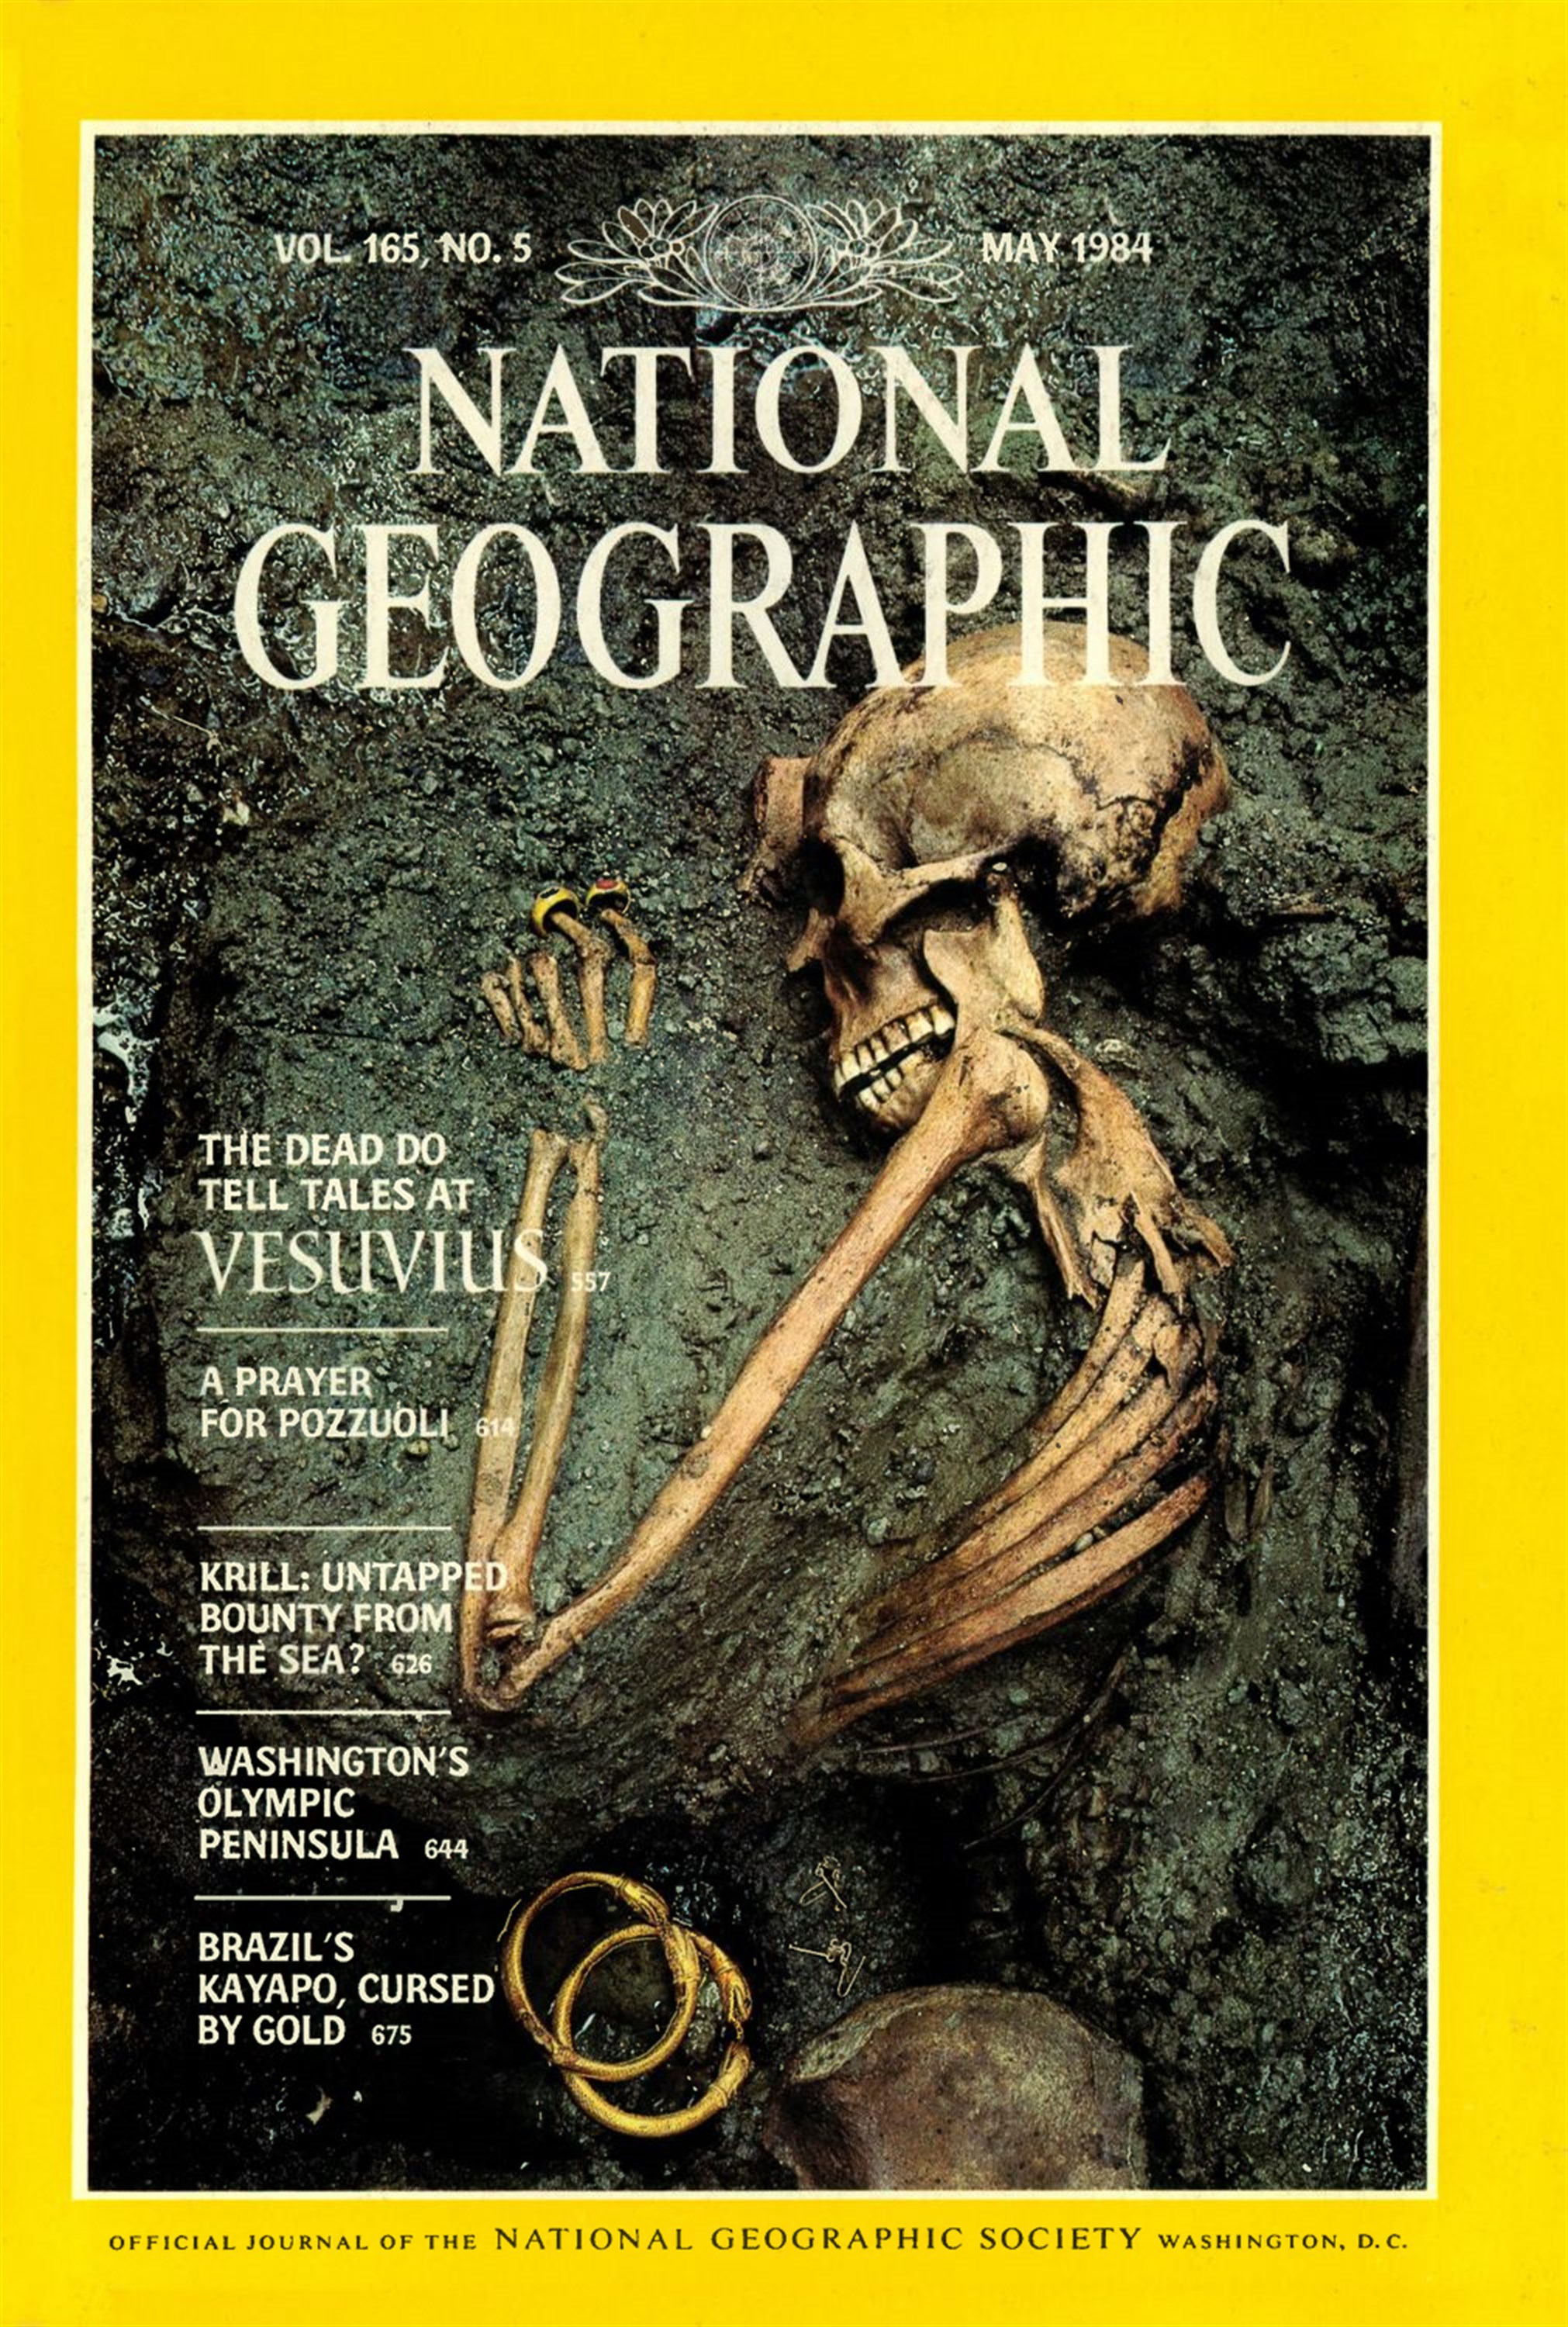 VOL. 165, NO. 5
MAY 1984
NATIONAL
GEOGRAPHIC
THE DEAD DO
TELL TALES AT
VESUVIUS 557
A PRAYER
FOR POZZUOLI 614
KRILL: UNTAPPED
BOUNTY FROM
THE SEA? 626
WASHINGTON'S
OLYMPIC
PENINSULA 644
BRAZIL'S
KAYAPO, CURSED
BY GOLD 675
OFFICIAL JOURNAL OF THE NATIONAL GEOGRAPHIC SOCIETY WASHINGTON, D.C.